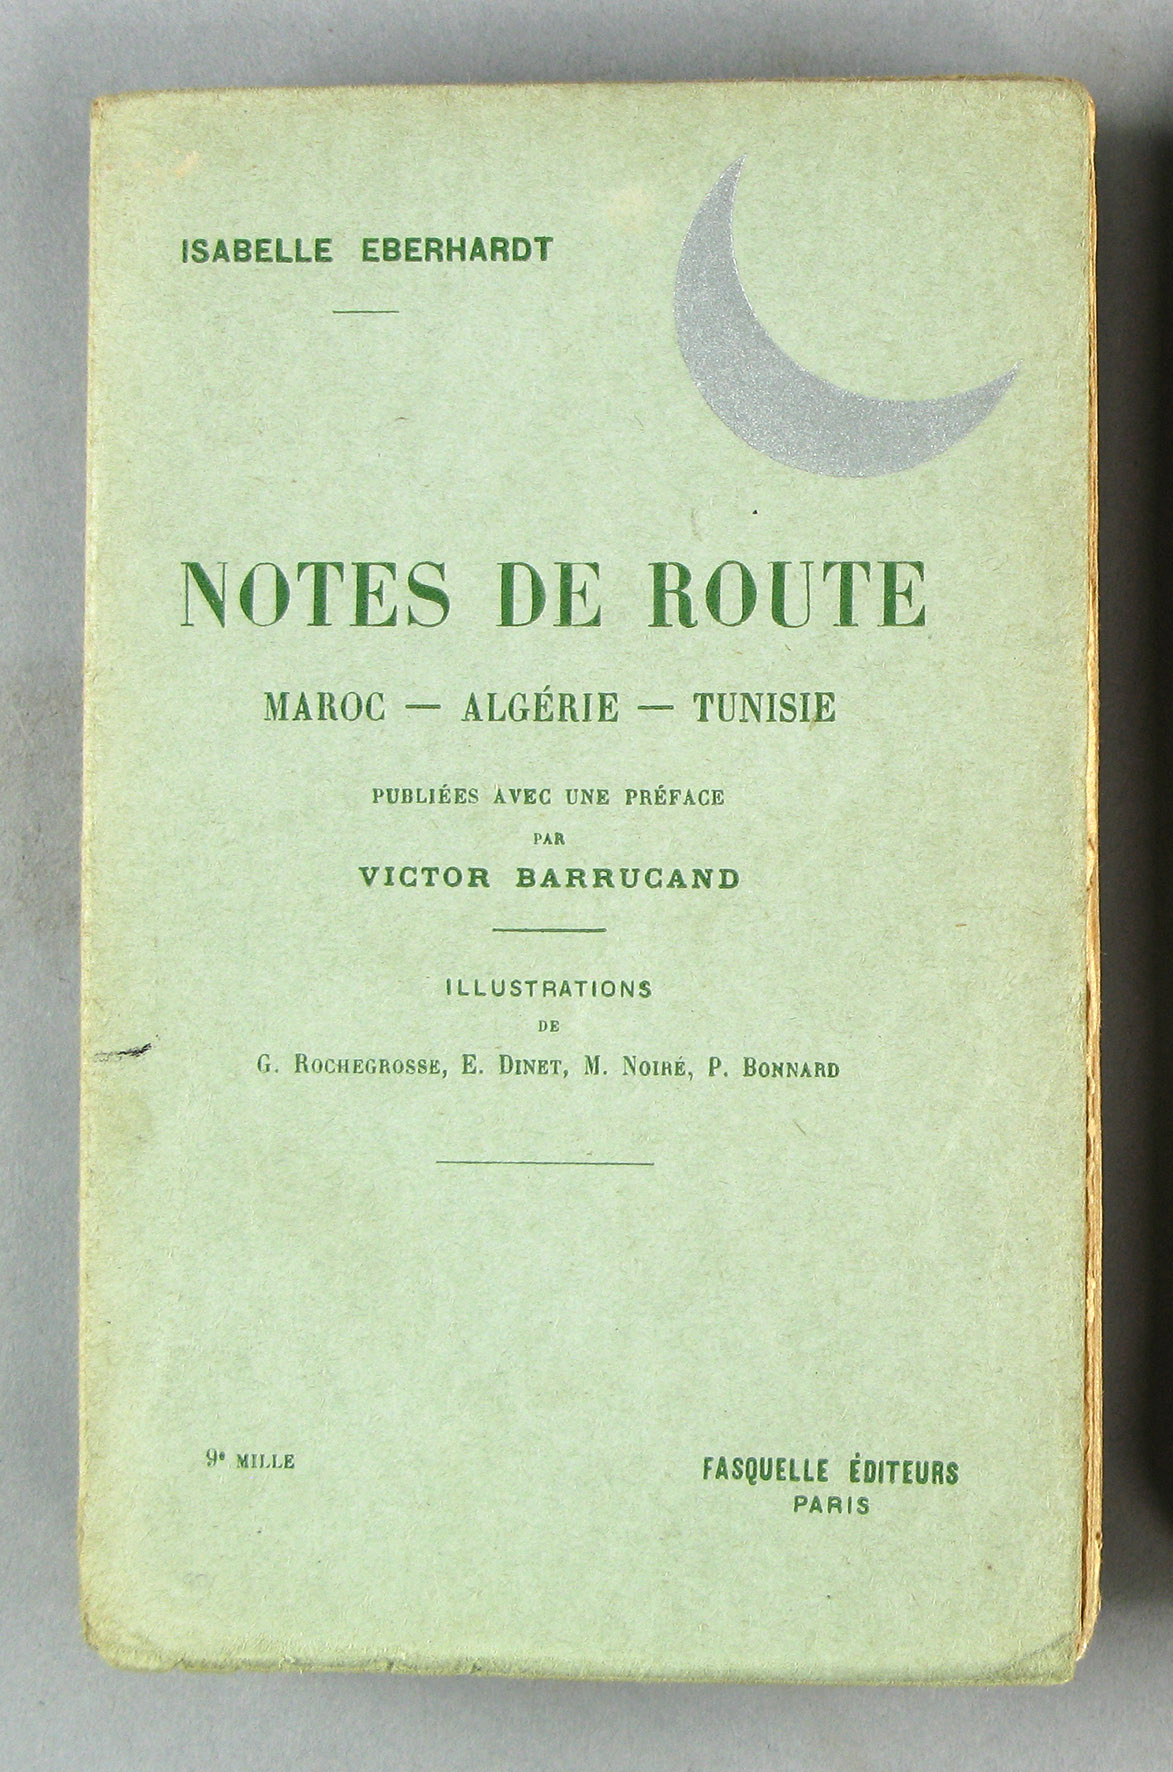 ISABELLE EBERHARDT
NOTES DE ROUTE
MAROC — ALGÉRIE — TUNISIE
PUBLIÉES AVEC UNE PRÉFACE
PAR
VICTOR BARRUCAND
ILLUSTRATIONS
DE
G. ROCHEGROSSE, E. DINET, M. NOIRÉ, P. BONNARD
9e MILLE
FASQUELLE ÉDITEURS
PARIS